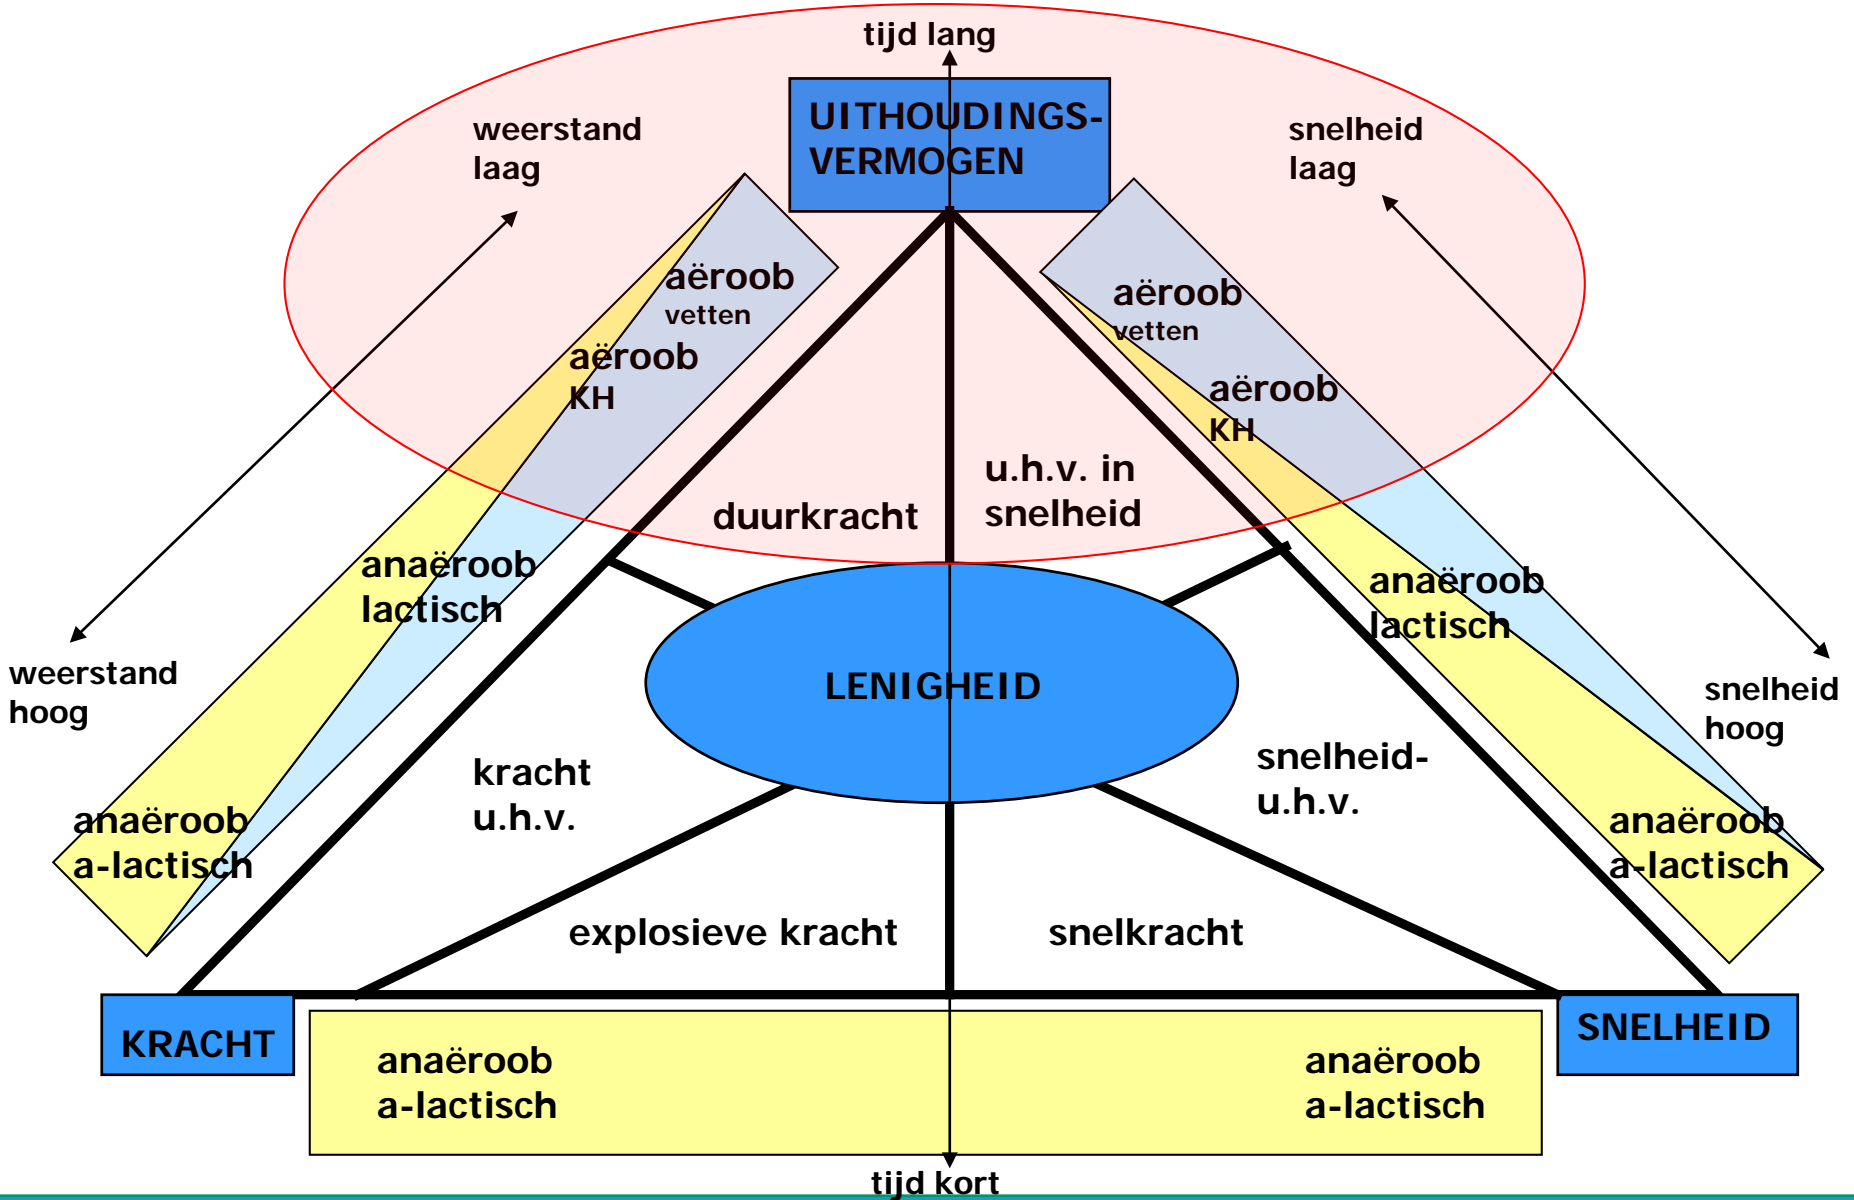 tijd lang
UITHOUDINGS-
VERMOGEN
weerstand
laag
snelheid
laag
aëroob
vetten
aëroob
KH
aëroob
vetten
aëroob
KH
duurkracht
u.h.v. in
snelheid
anaëroob
lactisch
anaëroob
lactisch
weerstand
hoog
LENIGHEID
snelheid
hoog
kracht
u.h.v.
snelheid-
u.h.v.
anaëroob
a-lactisch
anaëroob
a-lactisch
explosieve kracht
snelkracht
KRACHT
SNELHEID
anaëroob
a-lactisch
anaëroob
a-lactisch
tijd kort